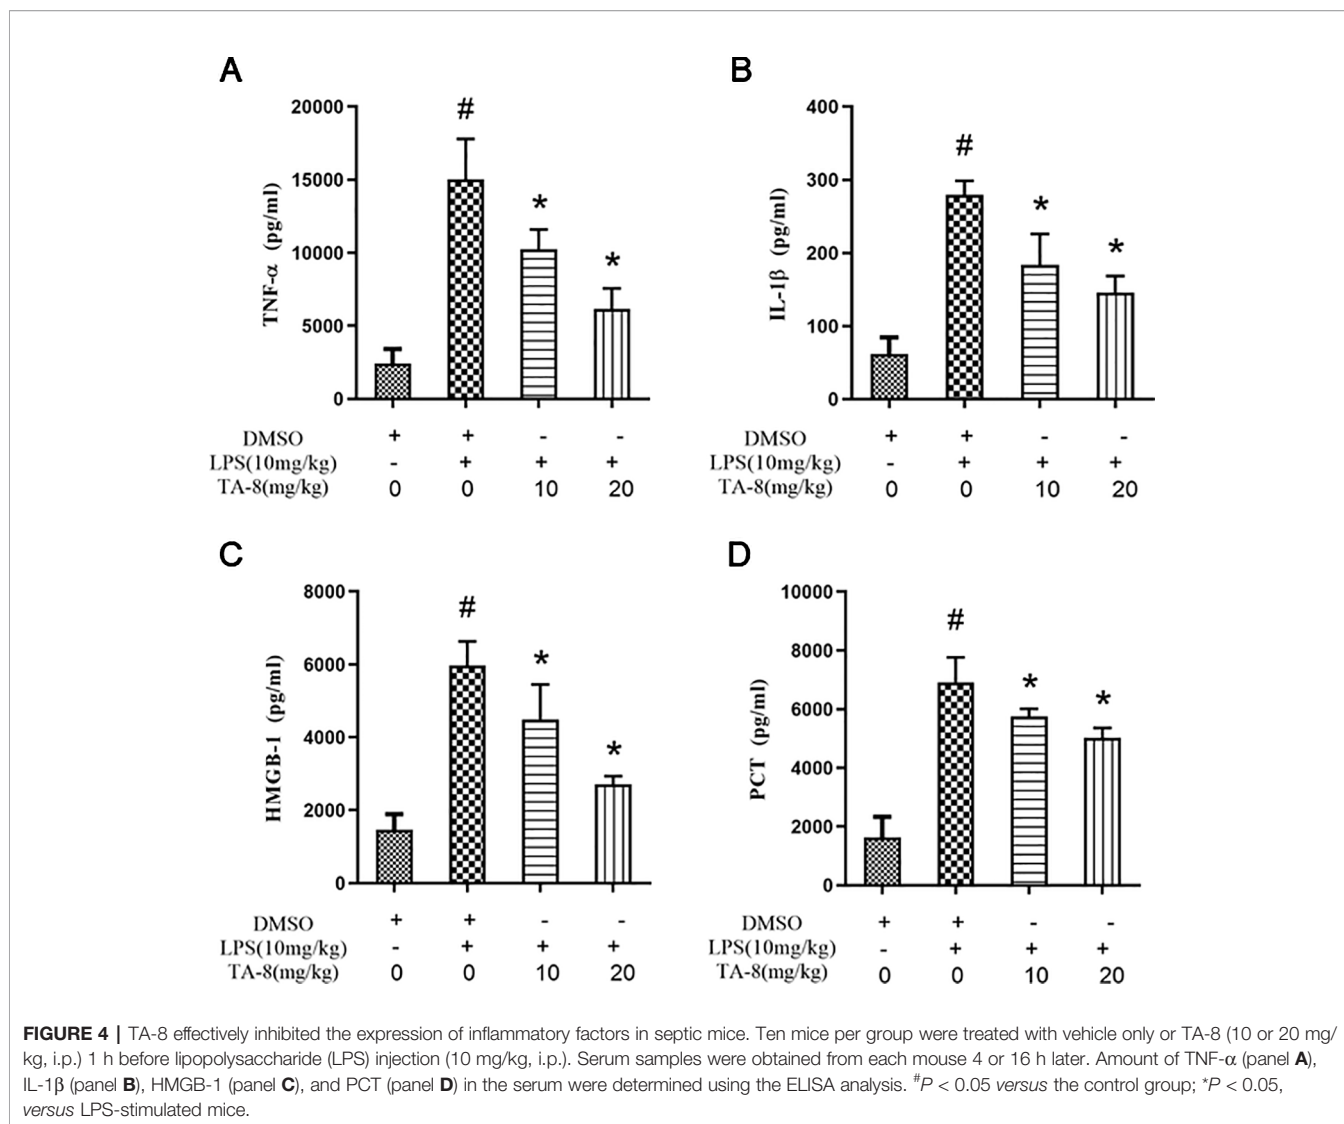 A
20000
15000
10000
5000
0
TNF-α (pg/ml)
#
*
*
DMSO + + - -
LPS(10mg/kg) - + + +
TA-8(mg/kg) 0 0 10 20
B
400
300
200
100
0
IL-1β (pg/ml)
#
*
*
DMSO + + - -
LPS(10mg/kg) - + + +
TA-8(mg/kg) 0 0 10 20
C
8000
6000
4000
2000
0
HMGB-1 (pg/ml)
#
*
*
DMSO + + - -
LPS(10mg/kg) - + + +
TA-8(mg/kg) 0 0 10 20
D
10000
8000
6000
4000
2000
0
PCT (pg/ml)
#
*
*
DMSO + + - -
LPS(10mg/kg) - + + +
TA-8(mg/kg) 0 0 10 20
FIGURE 4 | TA-8 effectively inhibited the expression of inflammatory factors in septic mice. Ten mice per group were treated with vehicle only or TA-8 (10 or 20 mg/
kg, i.p.) 1 h before lipopolysaccharide (LPS) injection (10 mg/kg, i.p.). Serum samples were obtained from each mouse 4 or 16 h later. Amount of TNF-α (panel A),
IL-1β (panel B), HMGB-1 (panel C), and PCT (panel D) in the serum were determined using the ELISA analysis. #P < 0.05 versus the control group; *P < 0.05,
versus LPS-stimulated mice.